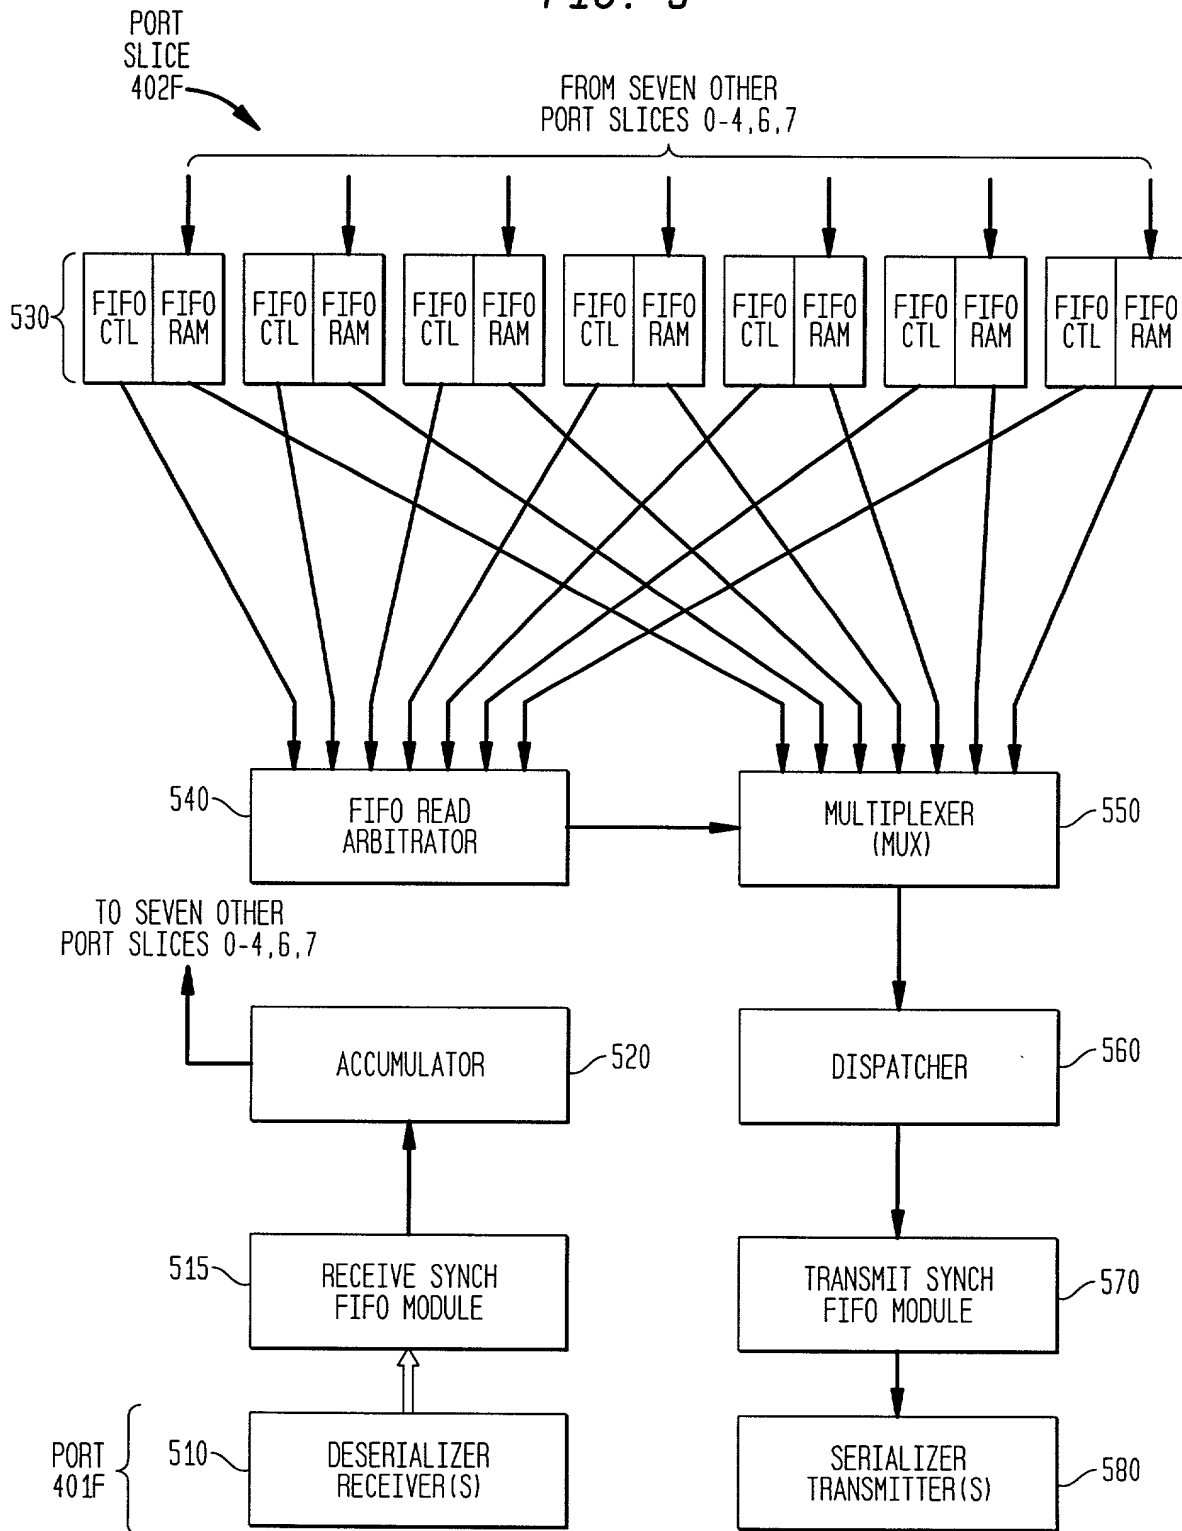 PORT
SLICE
402F
FROM SEVEN OTHER
PORT SLICES 0-4,6,7
530
FIFO CTL
FIFO RAM
FIFO CTL
FIFO RAM
FIFO CTL
FIFO RAM
FIFO CTL
FIFO RAM
FIFO CTL
FIFO RAM
FIFO CTL
FIFO RAM
FIFO CTL
FIFO RAM
540
FIFO READ
ARBITRATOR
MULTIPLEXER
(MUX)
550
TO SEVEN OTHER
PORT SLICES 0-4,6,7
ACCUMULATOR
520
DISPATCHER
560
515
RECEIVE SYNCH
FIFO MODULE
TRANSMIT SYNCH
FIFO MODULE
570
PORT
401F
510
DESERIALIZER
RECEIVER(S)
SERIALIZER
TRANSMITTER(S)
580